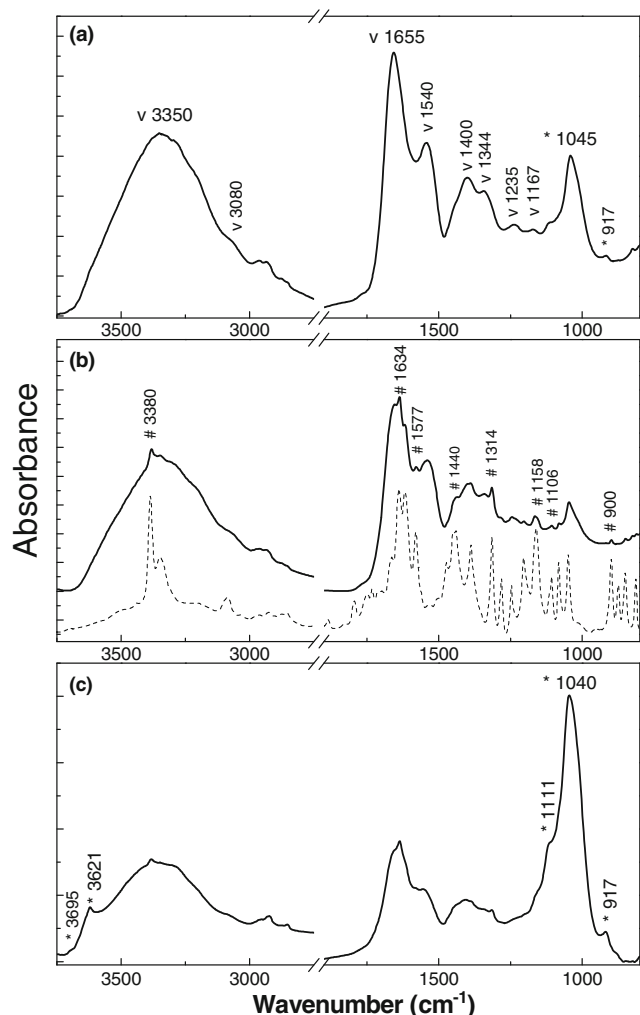 (a)
v 3350
v 3080
v 1655
v 1540
v 1400
v 1344
v 1235
v 1167
* 1045
* 917
3500
3000
1500
1000
(b)
# 3380
# 1634
# 1577
# 1440
# 1314
# 1158
# 1106
# 900
3500
3000
1500
1000
(c)
* 3695
* 3621
* 1111
* 1040
* 917
3500
3000
1500
1000
Absorbance
Wavenumber (cm⁻¹)